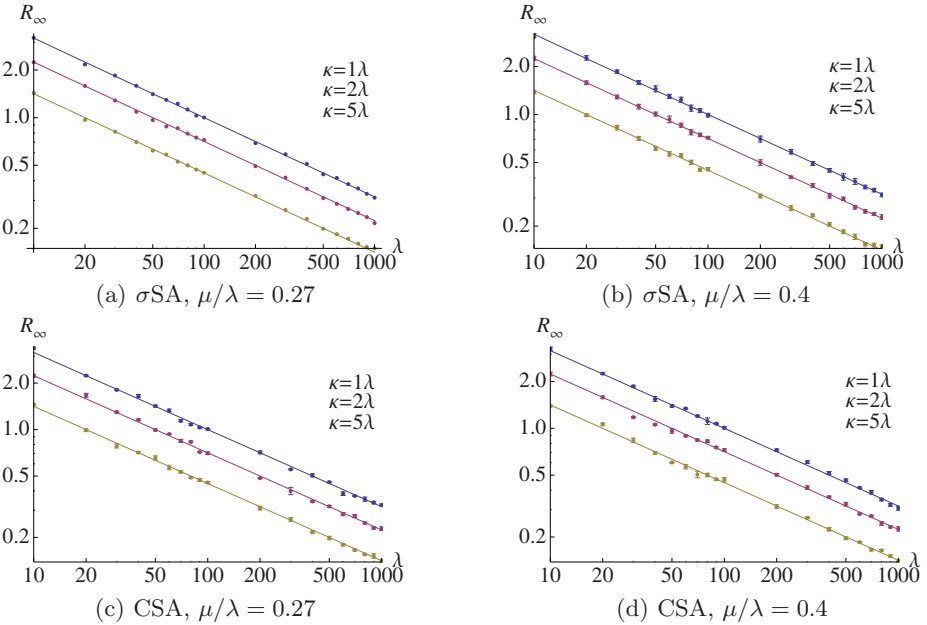 R∞
2.0
κ=1λ
κ=2λ
1.0
κ=5λ
0.5
0.2
λ
20 50 100 200 500 1000
(a) σSA, μ/λ = 0.27
R∞
2.0
κ=1λ
κ=2λ
1.0
κ=5λ
0.5
0.2
λ
10 20 50 100 200 500 1000
(b) σSA, μ/λ = 0.4
R∞
2.0
κ=1λ
κ=2λ
1.0
κ=5λ
0.5
0.2
λ
10 20 50 100 200 500 1000
(c) CSA, μ/λ = 0.27
R∞
2.0
κ=1λ
κ=2λ
1.0
κ=5λ
0.5
0.2
λ
10 20 50 100 200 500 1000
(d) CSA, μ/λ = 0.4